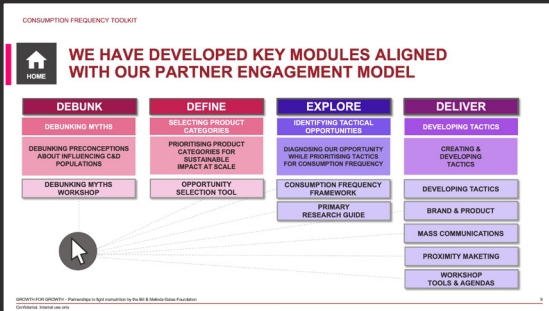 CONSUMPTION FREQUENCY TOOLKIT
HOME
WE HAVE DEVELOPED KEY MODULES ALIGNED
WITH OUR PARTNER ENGAGEMENT MODEL
DEBUNK
DEBUNKING MYTHS
DEBUNKING PRECONCEPTIONS
ABOUT INFLUENCING C&D
POPULATIONS
DEBUNKING MYTHS
WORKSHOP
DEFINE
SELECTING PRODUCT
CATEGORIES
PRIORITISING PRODUCT
CATEGORIES FOR
SUSTAINABLE
IMPACT AT SCALE
OPPORTUNITY
SELECTION TOOL
EXPLORE
IDENTIFYING TACTICAL
OPPORTUNITIES
DIAGNOSING OUR OPPORTUNITY
WHILE PRIORITISING TACTICS
FOR CONSUMPTION FREQUENCY
CONSUMPTION FREQUENCY
FRAMEWORK
PRIMARY
RESEARCH GUIDE
DELIVER
DEVELOPING TACTICS
CREATING &
DEVELOPING
TACTICS
DEVELOPING TACTICS
BRAND & PRODUCT
MASS COMMUNICATIONS
PROXIMITY MAKETING
WORKSHOP
TOOLS & AGENDAS
GROWTH FOR GROWTH – Partnerships to fight malnutrition by the Bill & Melinda Gates Foundation
Confidential. Internal use only